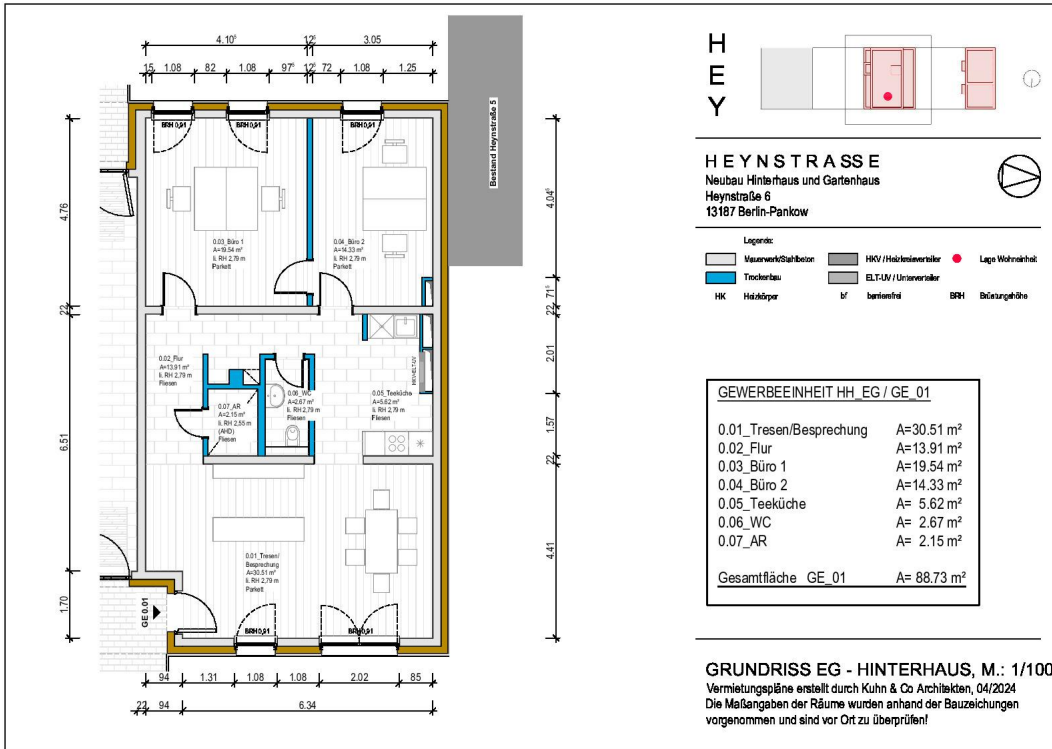 4.10⁵
12⁵
3.05
15
1.08
82
1.08
97⁵
12⁵
72
1.08
1.25
BRH 0,91
BRH 0,91
BRH 0,91
Bestand Heynstraße 5
4.76
22
6.51
1.70
4.04⁵
71⁵
22
2.01
1.57
22
4.41
0.03_Büro 1
A=19.54 m²
li. RH 2,79 m
Parkett
0.04_Büro 2
A=14.33 m²
li. RH 2,79 m
Parkett
0.02_Flur
A=13.91 m²
li. RH 2,79 m
Fliesen
0.07_AR
A=2.15 m²
li. RH 2,55 m
(AHD)
Fliesen
0.06_WC
A=2.67 m²
li. RH 2,79 m
Fliesen
HKV+ELT-UV
0.05_Teeküche
A=5.62 m²
li. RH 2,79 m
Fliesen
0.01_Tresen/
Besprechung
A=30.51 m²
li. RH 2,79 m
Parkett
GE 0.01
BRH 0,91
BRH 0,91
94
1.31
1.08
1.08
2.02
85
22
94
6.34
H
E
Y
HEYNSTRASSE
Neubau Hinterhaus und Gartenhaus
Heynstraße 6
13187 Berlin-Pankow
Legende:
Mauerwerk/Stahlbeton
HKV / Heizkreisverteiler
Lage Wohneinheit
Trockenbau
ELT-UV / Unterverteiler
HK Heizkörper
bf barrierefrei
BRH Brüstungshöhe
GEWERBEEINHEIT HH_EG / GE_01
0.01_Tresen/Besprechung A=30.51 m²
0.02_Flur A=13.91 m²
0.03_Büro 1 A=19.54 m²
0.04_Büro 2 A=14.33 m²
0.05_Teeküche A= 5.62 m²
0.06_WC A= 2.67 m²
0.07_AR A= 2.15 m²
Gesamtfläche GE_01 A= 88.73 m²
GRUNDRISS EG - HINTERHAUS, M.: 1/100
Vermietungspläne erstellt durch Kuhn & Co Architekten, 04/2024
Die Maßangaben der Räume wurden anhand der Bauzeichungen
vorgenommen und sind vor Ort zu überprüfen!